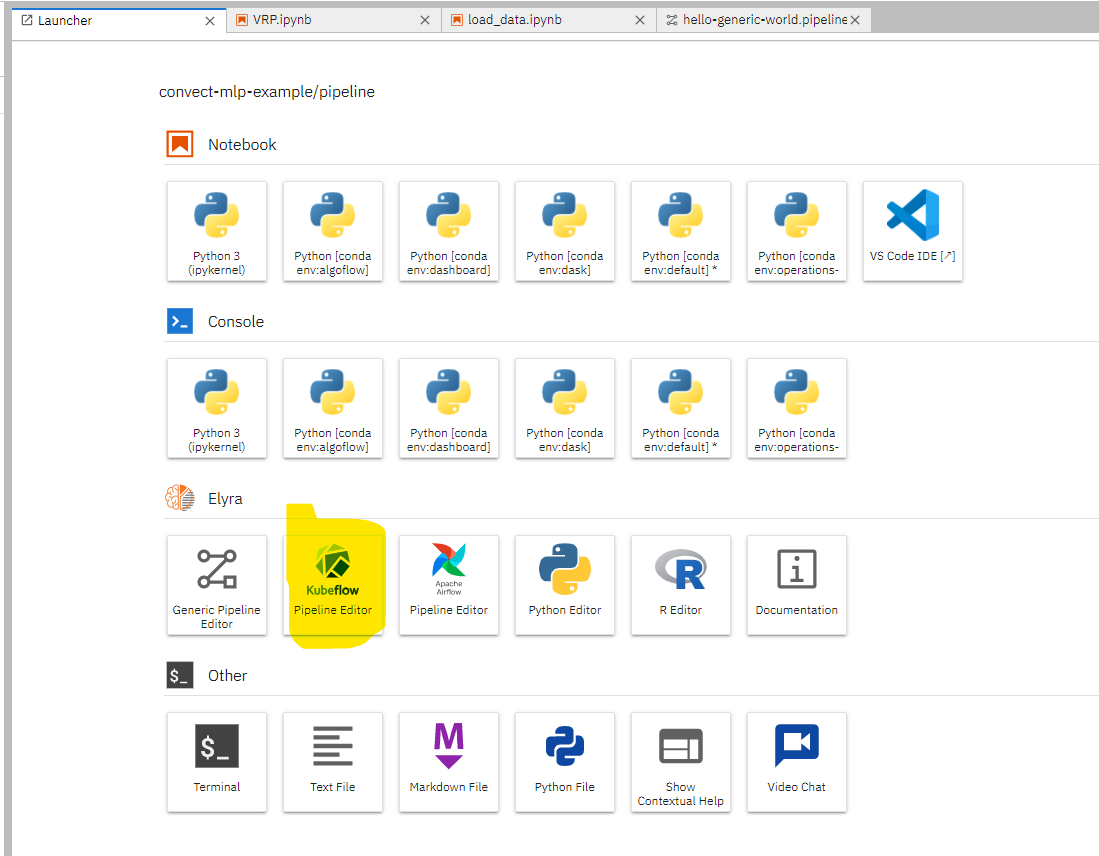 Launcher
VRP.ipynb
load_data.ipynb
hello-generic-world.pipeline
convect-mlp-example/pipeline
Notebook
Python 3
(ipykernel)
Python [conda
env:algoflow]
Python [conda
env:dashboard]
Python [conda
env:dask]
Python [conda
env:default] *
Python [conda
env:operations-
VS Code IDE [↗]
Console
Python 3
(ipykernel)
Python [conda
env:algoflow]
Python [conda
env:dashboard]
Python [conda
env:dask]
Python [conda
env:default] *
Python [conda
env:operations-
Elyra
Generic Pipeline
Editor
Kubeflow
Pipeline Editor
Apache
Airflow
Pipeline Editor
Python Editor
R
R Editor
i
Documentation
$_
Other
$_
Terminal
Text File
M
Markdown File
Python File
Show
Contextual Help
Video Chat